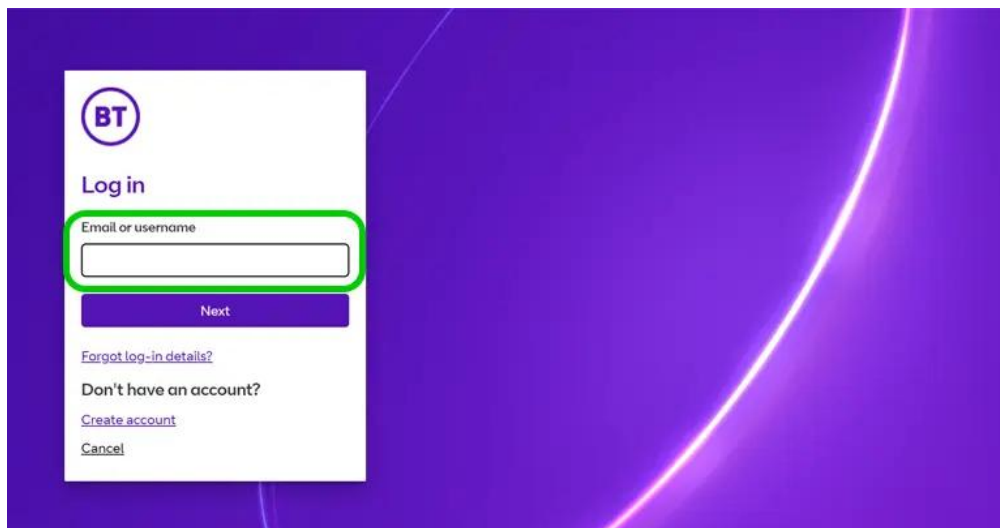 BT
Log in
Email or username
Next
Forgot log-in details?
Don't have an account?
Create account
Cancel